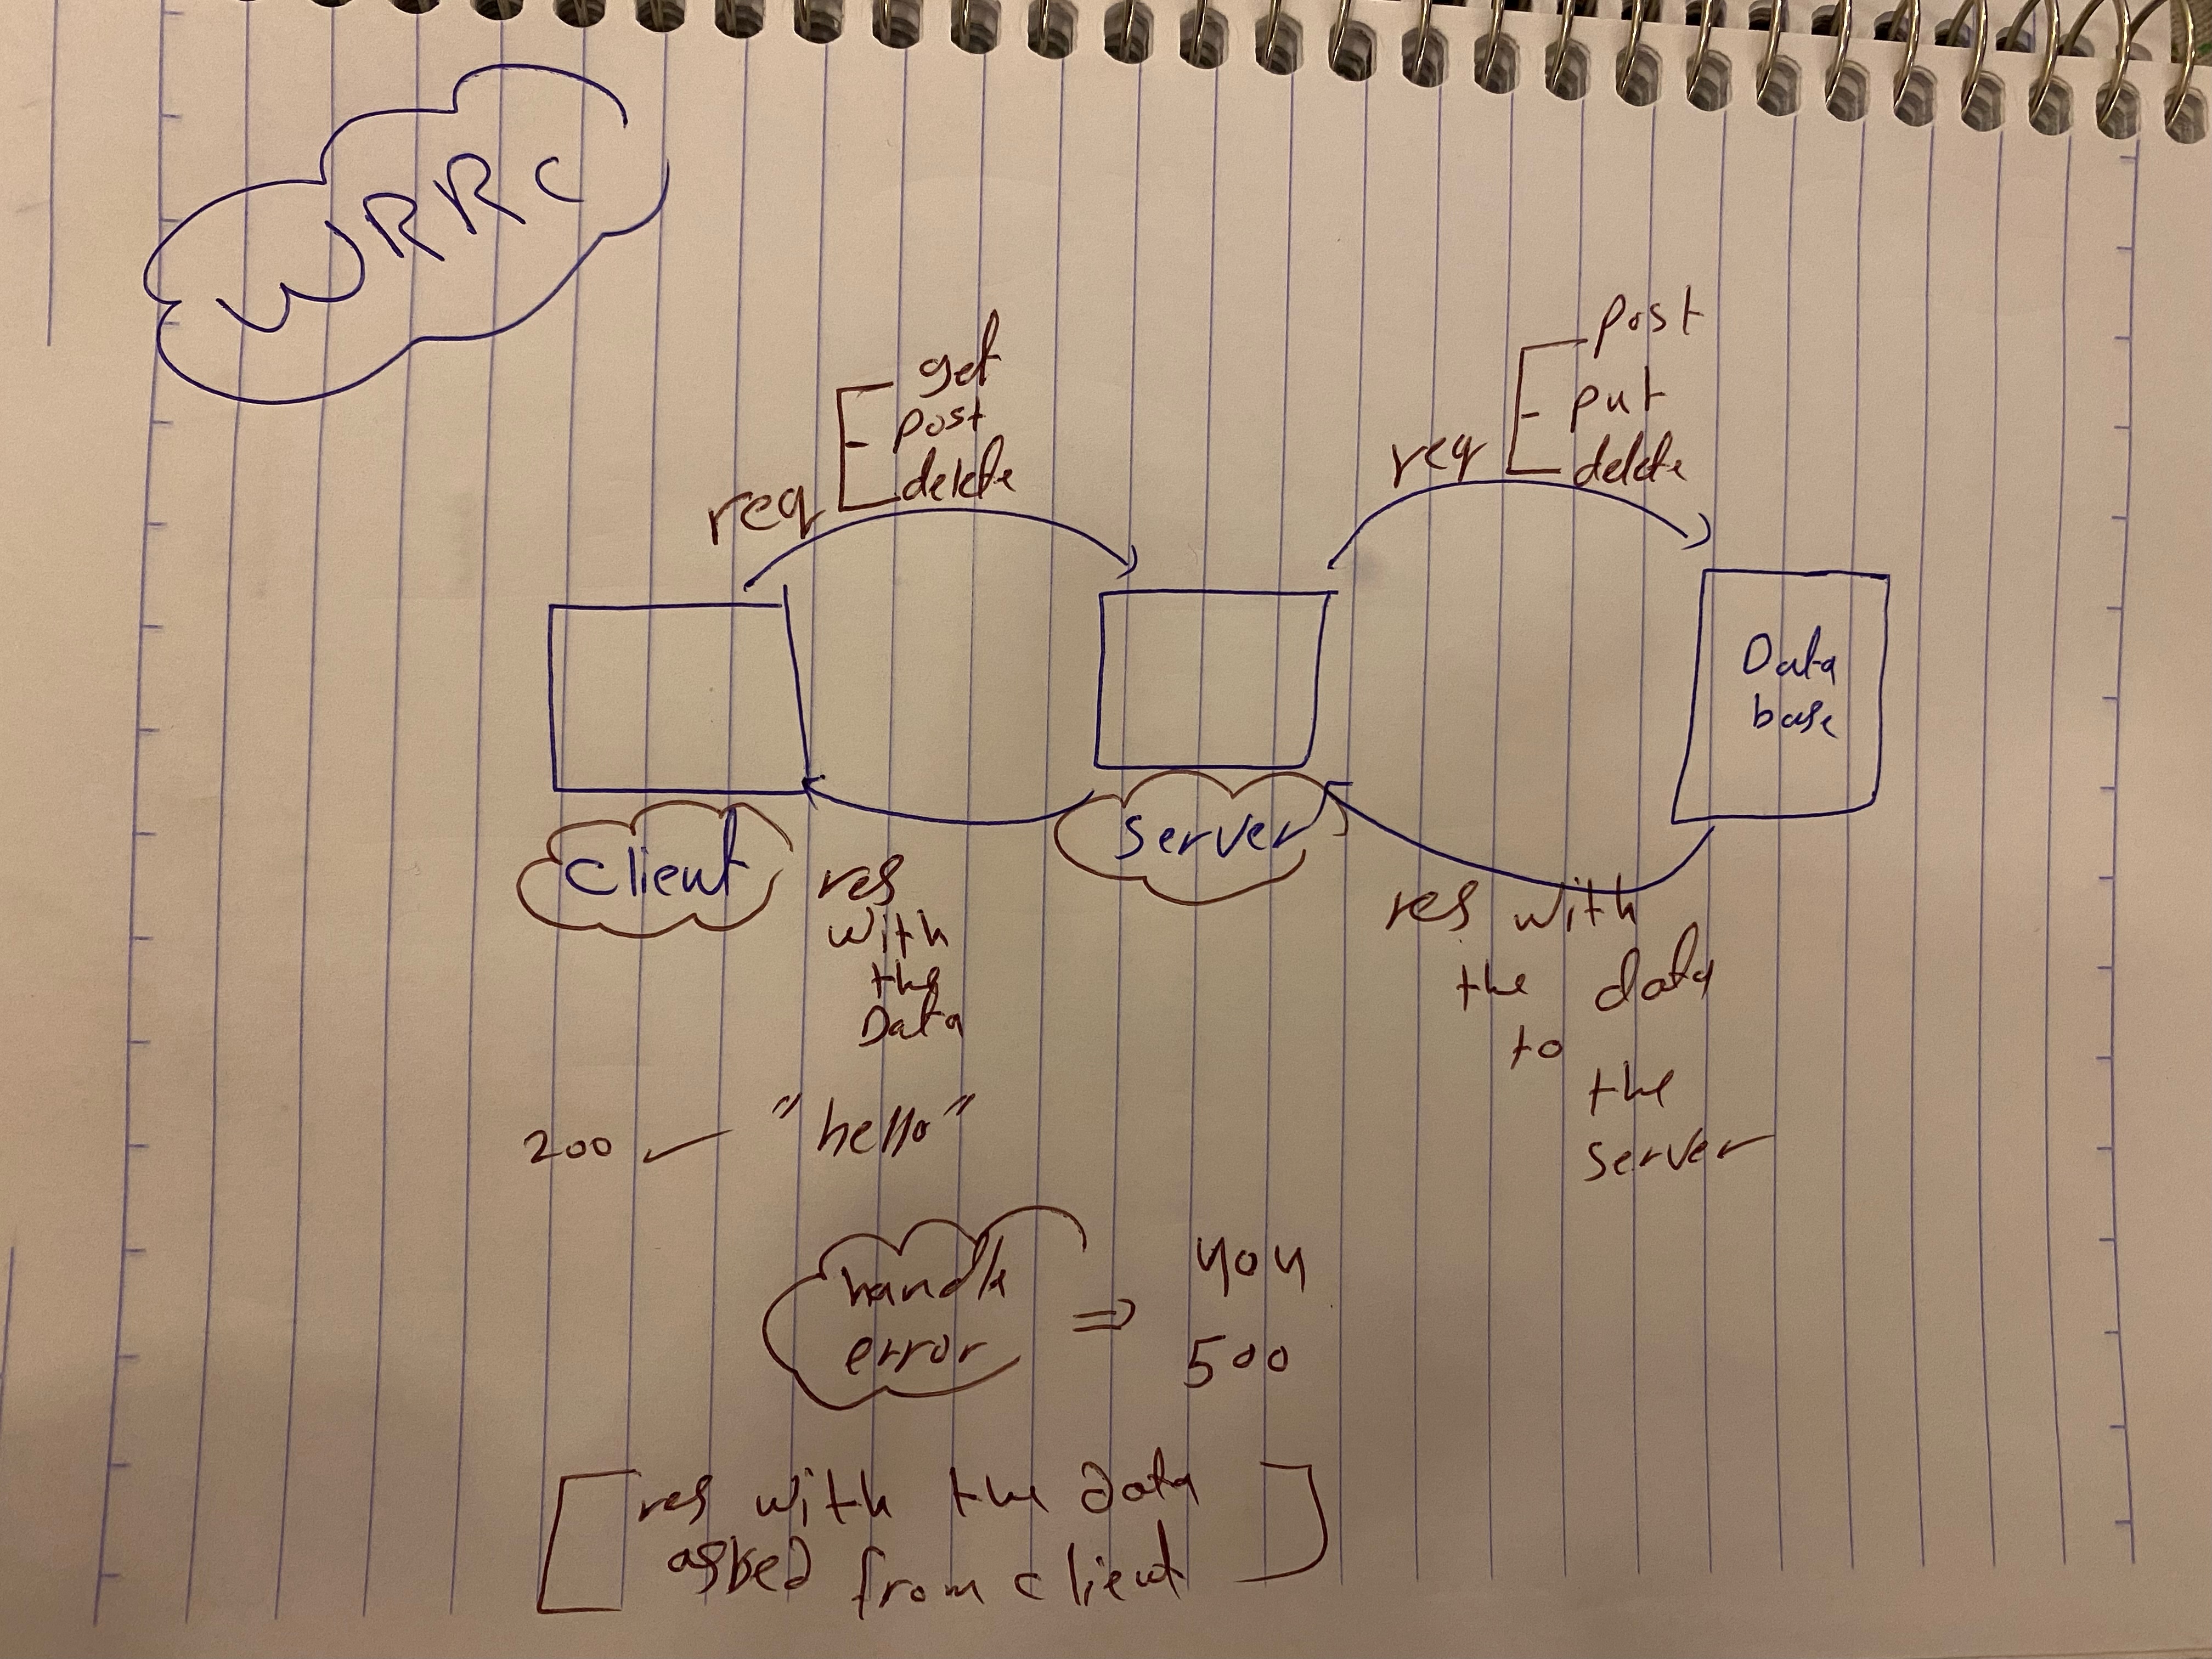 WRRC
get
post
delete
req
post
put
delete
req
Data
base
client
server
res
with
the
Data
res with
the data
to
the
server
200 "hello"
handle
error
=> 404
500
res with the data
asked from client